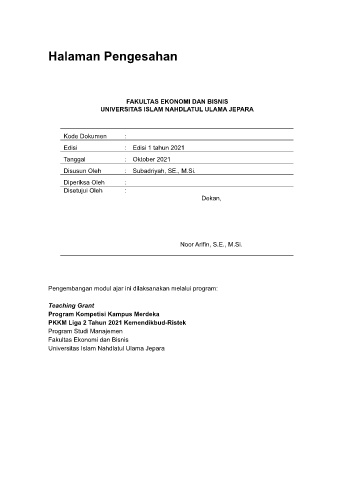 Halaman Pengesahan
FAKULTAS EKONOMI DAN BISNIS
UNIVERSITAS ISLAM NAHDLATUL ULAMA JEPARA
Kode Dokumen :
Edisi : Edisi 1 tahun 2021
Tanggal : Oktober 2021
Disusun Oleh : Subadriyah, SE., M.Si.
Diperiksa Oleh :
Disetujui Oleh :
Dekan,
Noor Arifin, S.E., M.Si.
Pengembangan modul ajar ini dilaksanakan melalui program:
Teaching Grant
Program Kompetisi Kampus Merdeka
PKKM Liga 2 Tahun 2021 Kemendikbud-Ristek
Program Studi Manajemen
Fakultas Ekonomi dan Bisnis
Universitas Islam Nahdlatul Ulama Jepara